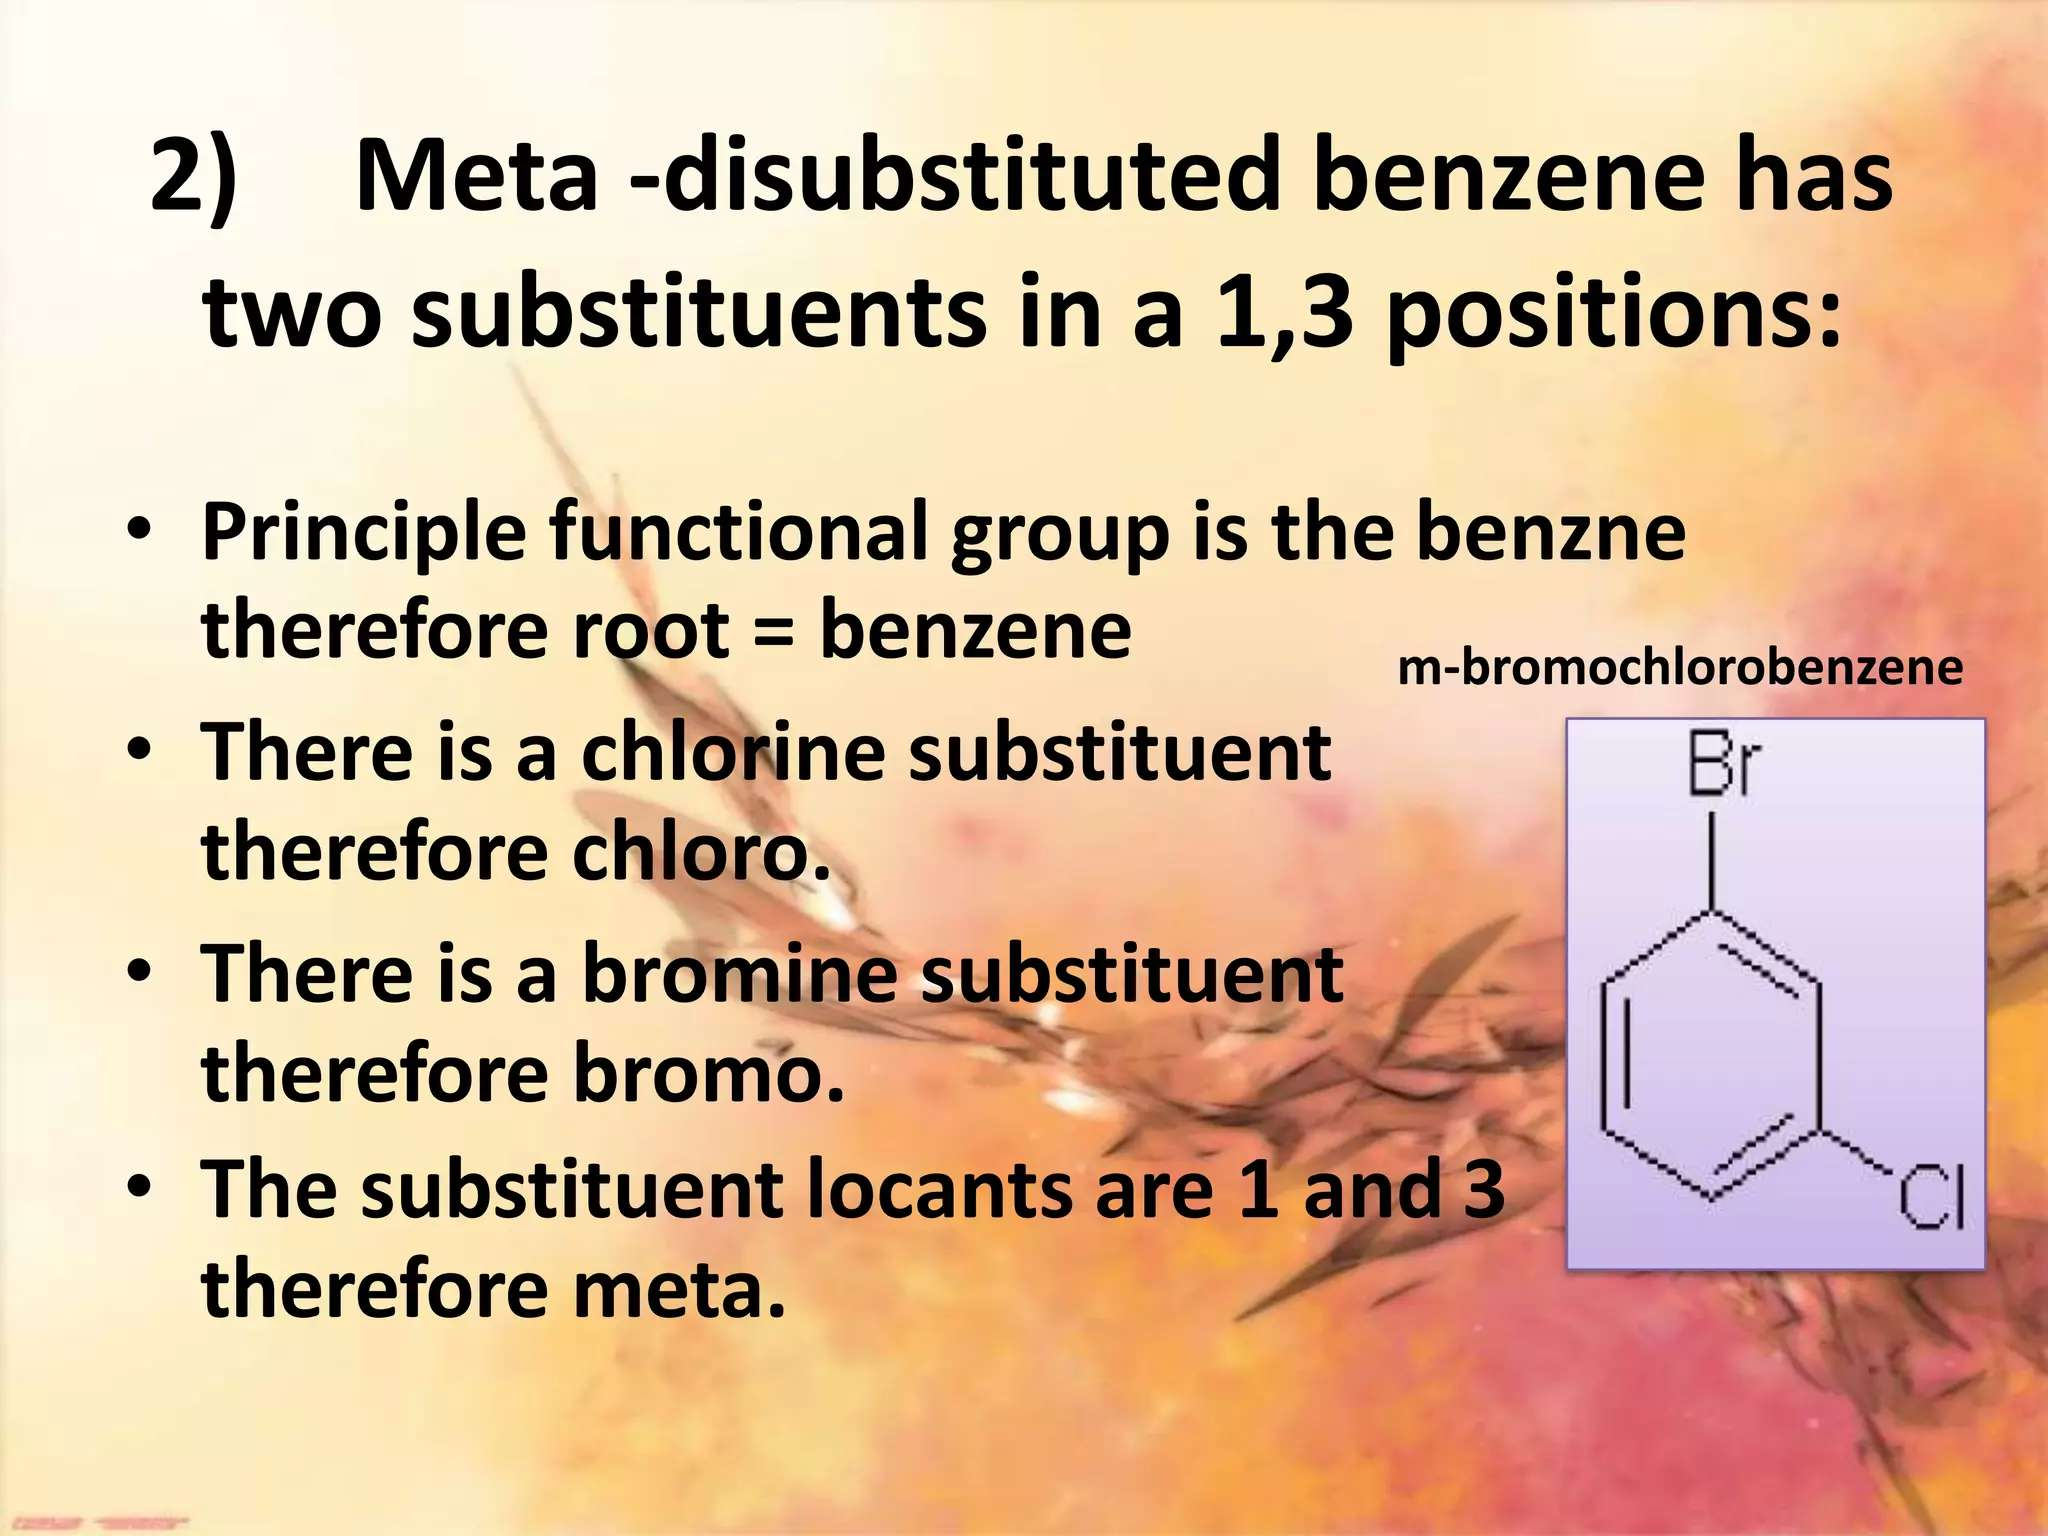 2) Meta -disubstituted benzene has
two substituents in a 1,3 positions:
• Principle functional group is the benzne
therefore root = benzene
m-bromochlorobenzene
• There is a chlorine substituent
therefore chloro.
• There is a bromine substituent
therefore bromo.
• The substituent locants are 1 and 3
therefore meta.
Br
Cl